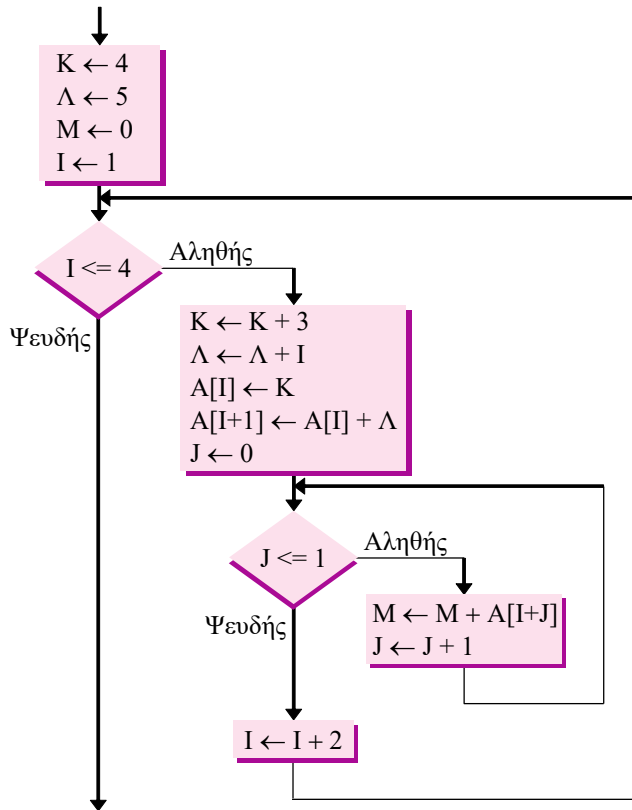 Κ ← 4
Λ ← 5
Μ ← 0
Ι ← 1
Ι <= 4
Αληθής
Ψευδής
Κ ← Κ + 3
Λ ← Λ + Ι
Α[Ι] ← Κ
Α[Ι+1] ← Α[Ι] + Λ
J ← 0
J <= 1
Αληθής
Ψευδής
Μ ← Μ + Α[Ι+J]
J ← J + 1
Ι ← Ι + 2